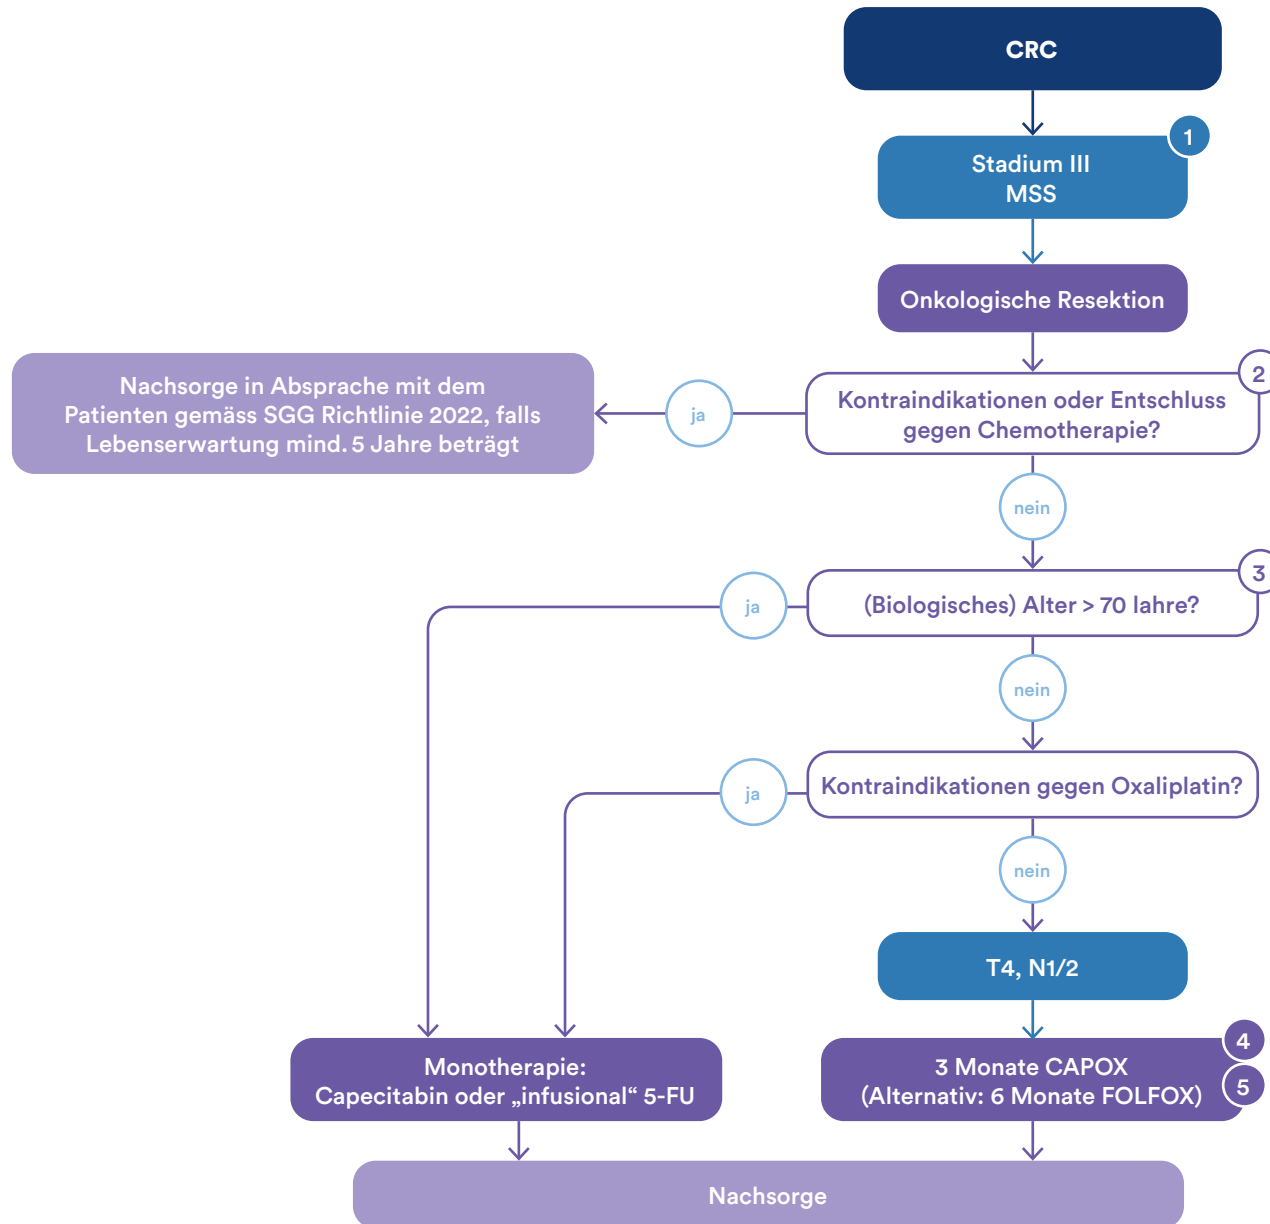 CRC
1
Stadium III
MSS
Onkologische Resektion
2
Kontraindikationen oder Entschluss
gegen Chemotherapie?
ja
Nachsorge in Absprache mit dem
Patienten gemäss SGG Richtlinie 2022, falls
Lebenserwartung mind. 5 Jahre beträgt
nein
3
(Biologisches) Alter > 70 lahre?
ja
nein
Kontraindikationen gegen Oxaliplatin?
ja
nein
T4, N1/2
Monotherapie:
Capecitabin oder „infusional“ 5-FU
3 Monate CAPOX
(Alternativ: 6 Monate FOLFOX)
4
5
Nachsorge